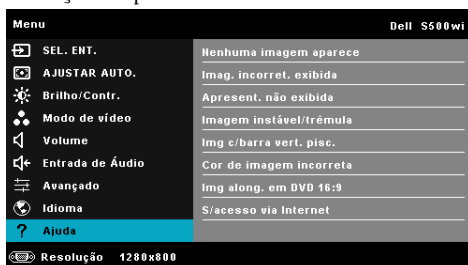 Menu
Dell S500wi
SEL. ENT.
AJUSTAR AUTO.
Brilho/Contr.
Modo de vídeo
Volume
Entrada de Áudio
Avançado
Idioma
Ajuda
Nenhuma imagem aparece
Imag. incorret. exibida
Apresent. não exibida
Imagem instável/trémula
Img c/barra vert. pisc.
Cor de imagem incorreta
Img along. em DVD 16:9
S/acesso via Internet
Resolução 1280x800